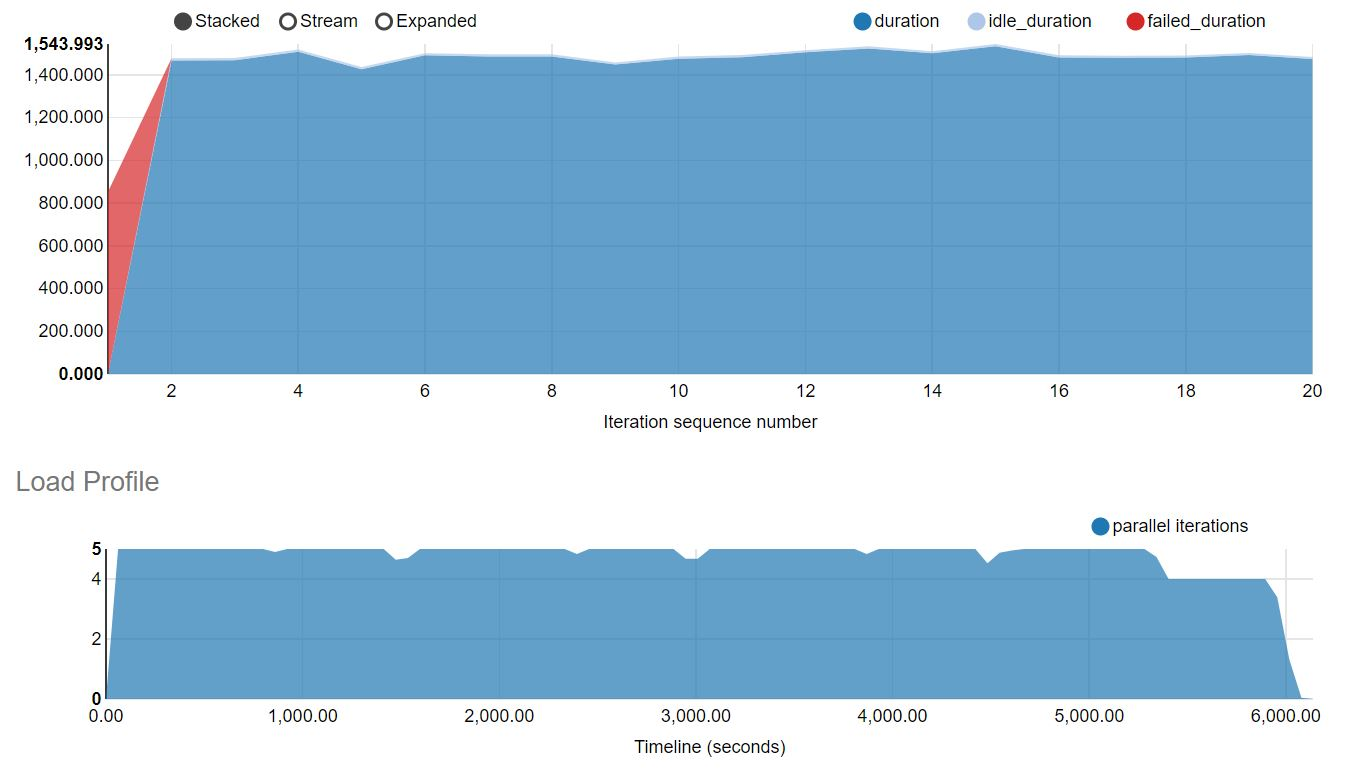 Stacked Stream Expanded duration idle_duration failed_duration
1,543.993
1,400.000
1,200.000
1,000.000
800.000
600.000
400.000
200.000
0.000
2 4 6 8 10 12 14 16 18 20
Iteration sequence number
Load Profile
parallel iterations
5
4
2
0
0.00 1,000.00 2,000.00 3,000.00 4,000.00 5,000.00 6,000.00
Timeline (seconds)